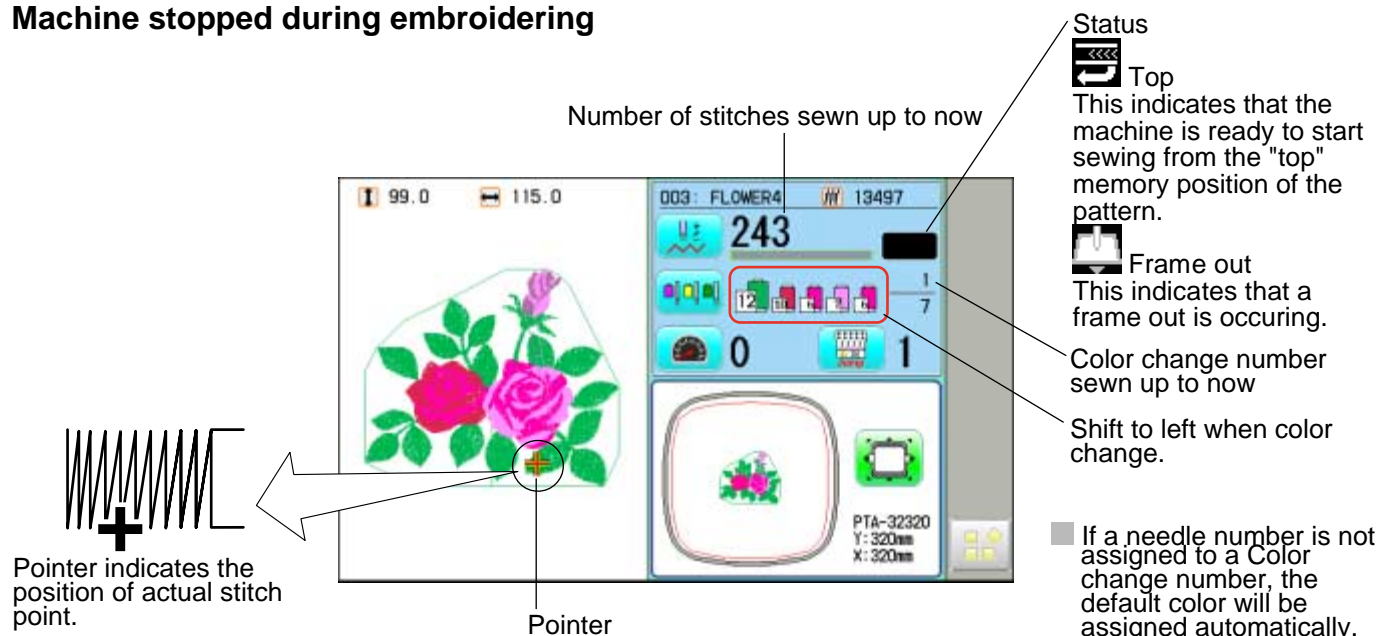 Machine stopped during embroidering
Status
Top
This indicates that the
machine is ready to start
sewing from the "top"
memory position of the
pattern.
Frame out
This indicates that a
frame out is occuring.
Color change number
sewn up to now
Shift to left when color
change.
If a needle number is not
assigned to a Color
change number, the
default color will be
assigned automatically.
Number of stitches sewn up to now
99.0 115.0
003: FLOWER4 13497
243
12 10 6 7 6
1
7
0 1
PTA-32320
Y:320mm
X:320mm
Pointer indicates the
position of actual stitch
point.
Pointer